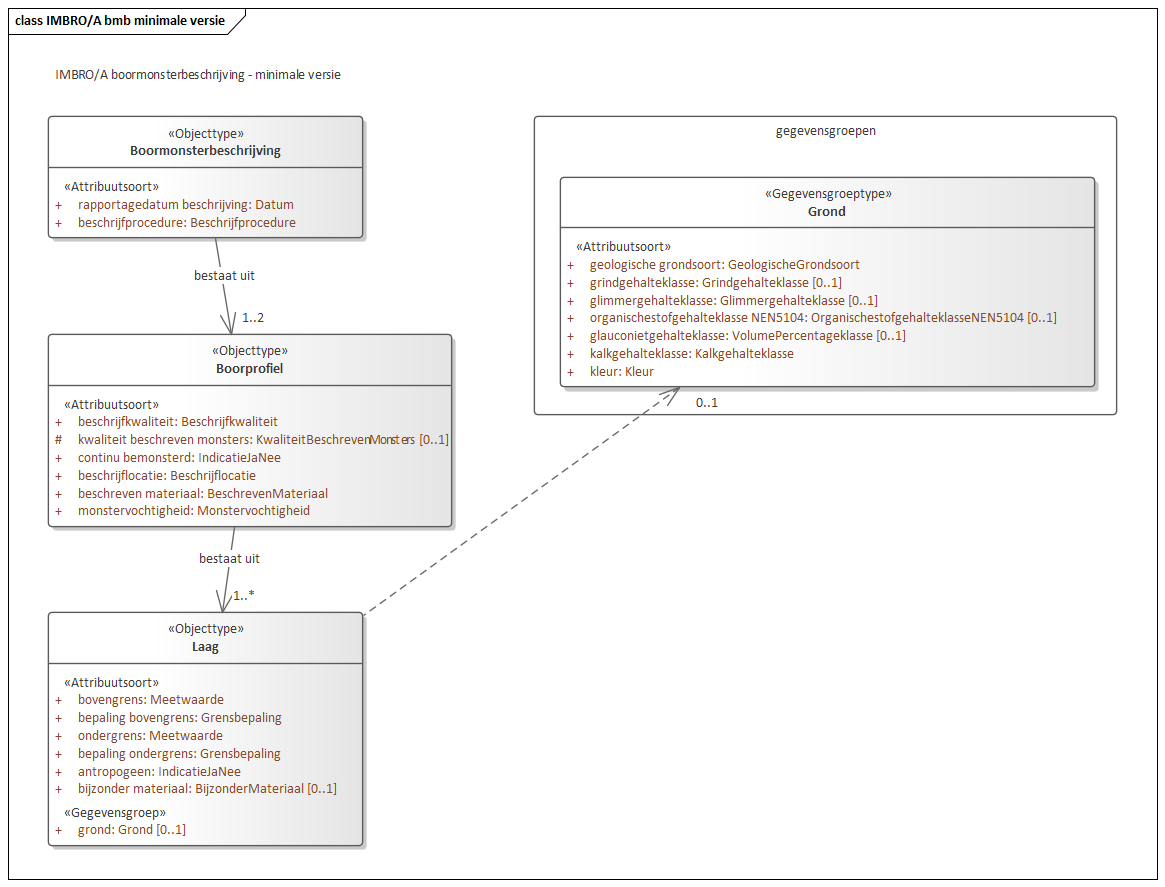 class IMBRO/A bmb minimale versie
IMBRO/A boormonsterbeschrijving - minimale versie
«Objecttype»
Boormonsterbeschrijving
«Attribuutsoort»
+ rapportagedatum beschrijving: Datum
+ beschrijfprocedure: Beschrijfprocedure
bestaat uit
1..2
«Objecttype»
Boorprofiel
«Attribuutsoort»
+ beschrijfkwaliteit: Beschrijfkwaliteit
# kwaliteit beschreven monsters: KwaliteitBeschrevenMonsters [0..1]
+ continu bemonsterd: IndicatieJaNee
+ beschrijflocatie: Beschrijflocatie
+ beschreven materiaal: BeschrevenMateriaal
+ monstervochtigheid: Monstervochtigheid
bestaat uit
1..*
«Objecttype»
Laag
«Attribuutsoort»
+ bovengrens: Meetwaarde
+ bepaling bovengrens: Grensbepaling
+ ondergrens: Meetwaarde
+ bepaling ondergrens: Grensbepaling
+ antropogeen: IndicatieJaNee
+ bijzonder materiaal: BijzonderMateriaal [0..1]
«Gegevensgroep»
+ grond: Grond [0..1]
gegevensgroepen
«Gegevensgroeptype»
Grond
«Attribuutsoort»
+ geologische grondsoort: GeologischeGrondsoort
+ grindgehalteklasse: Grindgehalteklasse [0..1]
+ glimmergehalteklasse: Glimmergehalteklasse [0..1]
+ organischestofgehalteklasse NEN5104: OrganischestofgehalteklasseNEN5104 [0..1]
+ glauconietgehalteklasse: VolumePercentageklasse [0..1]
+ kalkgehalteklasse: Kalkgehalteklasse
+ kleur: Kleur
0..1